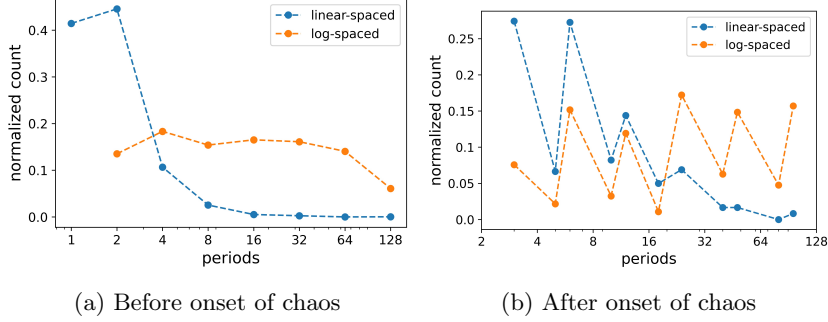 linear-spaced
log-spaced
normalized count
0.4
0.3
0.2
0.1
0.0
1 2 4 8 16 32 64 128
periods
(a) Before onset of chaos
linear-spaced
log-spaced
normalized count
0.25
0.20
0.15
0.10
0.05
0.0
2 4 8 16 32 64 128
periods
(b) After onset of chaos